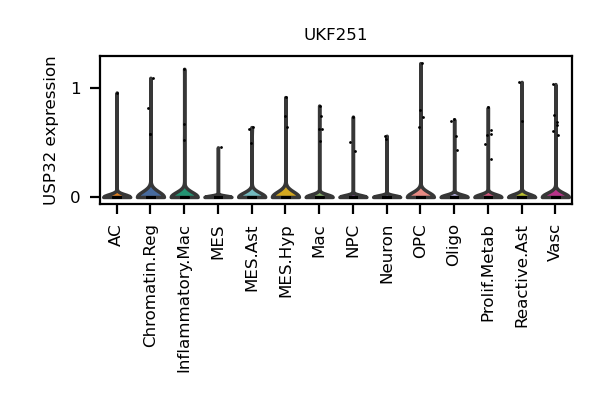 UKF251
USP32 expression
1
0
AC
Chromatin.Reg
Inflammatory.Mac
MES
MES.Ast
MES.Hyp
Mac
NPC
Neuron
OPC
Oligo
Prolif.Metab
Reactive.Ast
Vasc